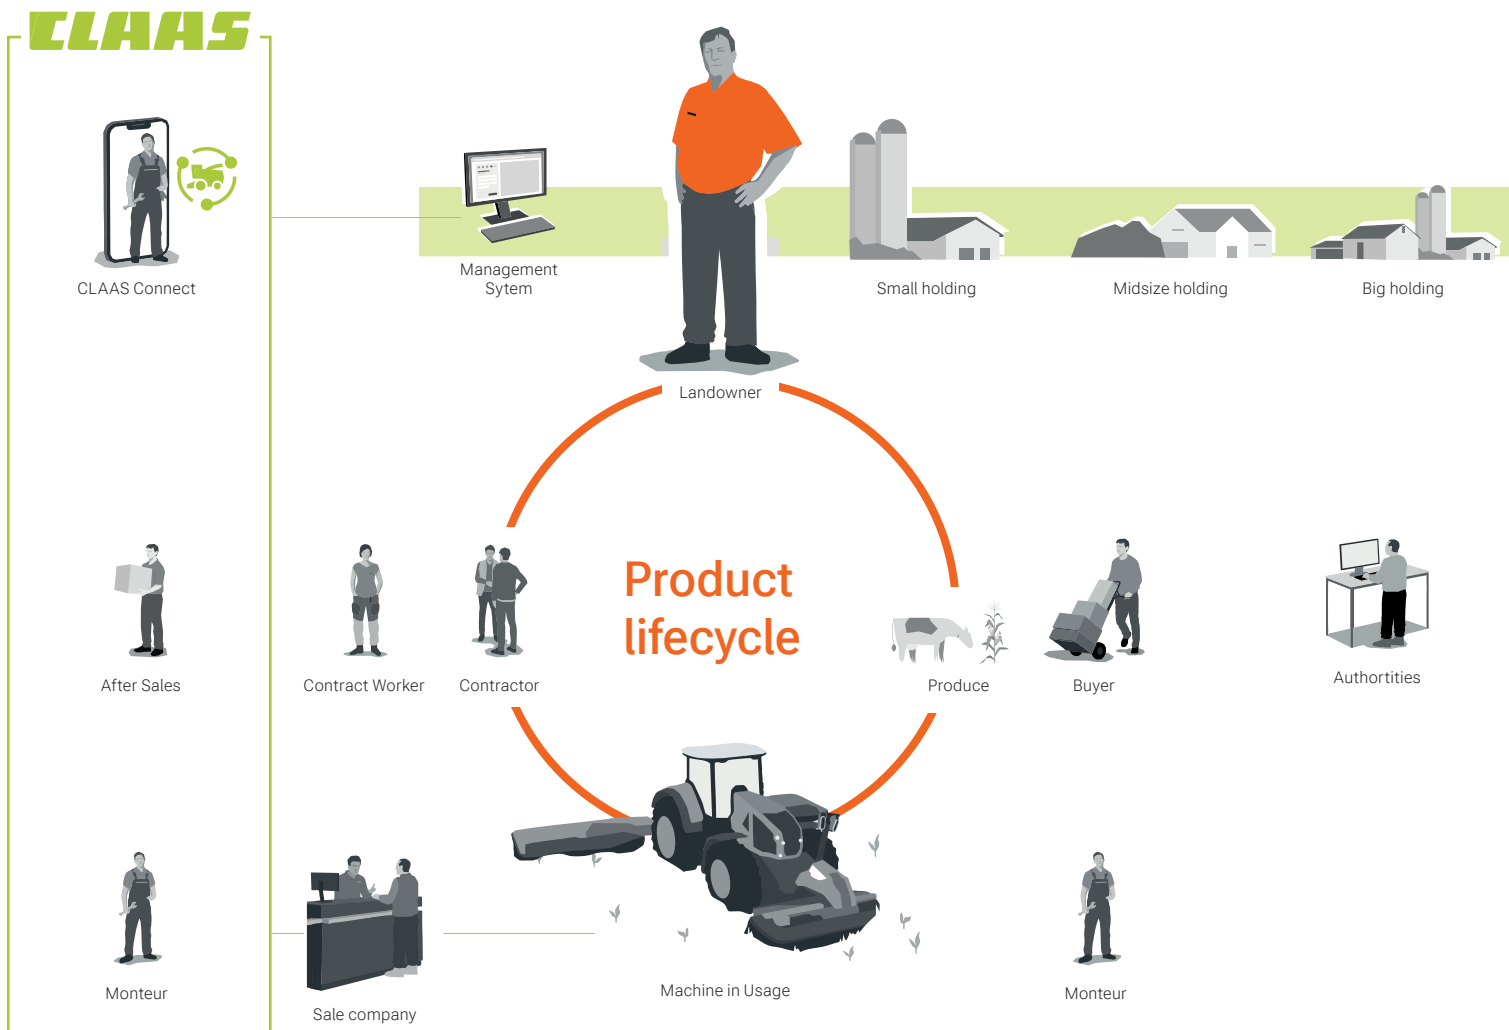 CLAAS
CLAAS Connect
Management
Sytem
Small holding
Midsize holding
Big holding
Landowner
Product
lifecycle
After Sales
Contract Worker
Contractor
Produce
Buyer
Authortities
Monteur
Sale company
Machine in Usage
Monteur